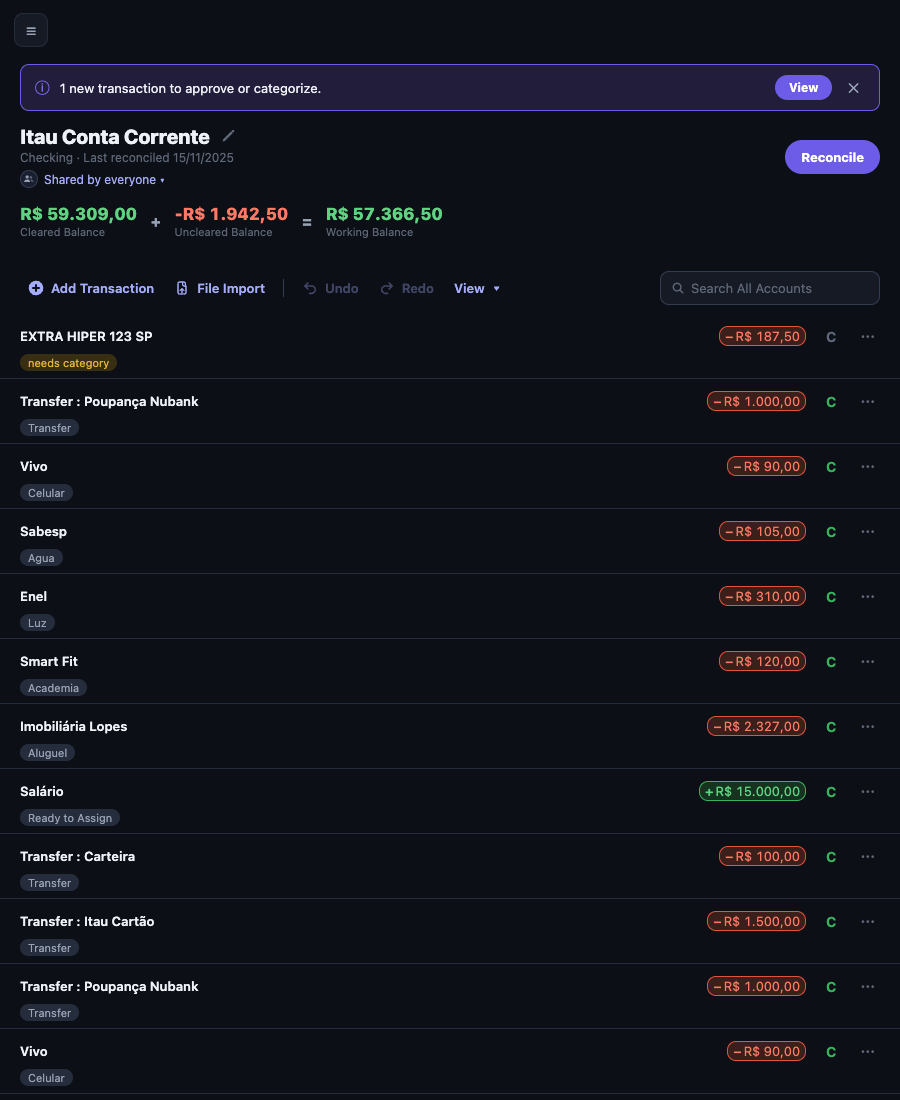 1 new transaction to approve or categorize.
View
Itau Conta Corrente
Checking · Last reconciled 15/11/2025
Reconcile
Shared by everyone ▾
R$ 59.309,00 + -R$ 1.942,50 = R$ 57.366,50
Cleared Balance Uncleared Balance Working Balance
Add Transaction File Import Undo Redo View ▼ Search All Accounts
EXTRA HIPER 123 SP −R$ 187,50 C ···
needs category
Transfer : Poupança Nubank −R$ 1.000,00 C ···
Transfer
Vivo −R$ 90,00 C ···
Celular
Sabesp −R$ 105,00 C ···
Agua
Enel −R$ 310,00 C ···
Luz
Smart Fit −R$ 120,00 C ···
Academia
Imobiliária Lopes −R$ 2.327,00 C ···
Aluguel
Salário +R$ 15.000,00 C ···
Ready to Assign
Transfer : Carteira −R$ 100,00 C ···
Transfer
Transfer : Itau Cartão −R$ 1.500,00 C ···
Transfer
Transfer : Poupança Nubank −R$ 1.000,00 C ···
Transfer
Vivo −R$ 90,00 C ···
Celular